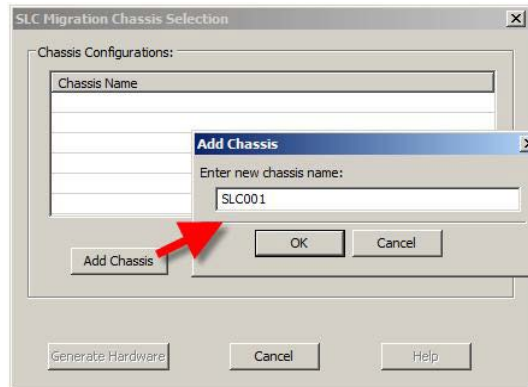 SLC Migration Chassis Selection
Chassis Configurations:
Chassis Name
Add Chassis
Enter new chassis name:
SLC001
OK
Cancel
Add Chassis
Generate Hardware
Cancel
Help